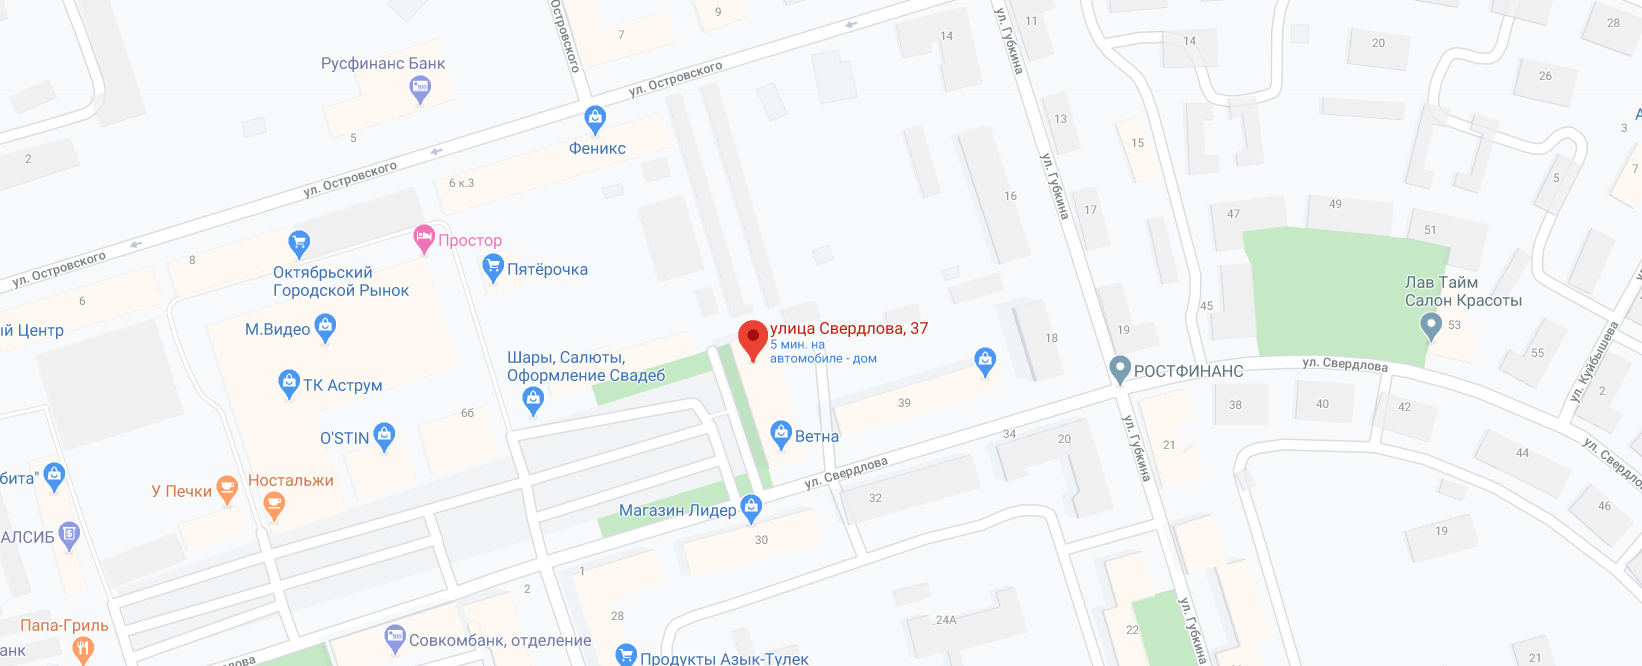 Островского
9
7
14
ул. Губкина
11
14
20
28
26
Русфинанс Банк
ул. Островского
5
Феникс
13
15
3
2
ул. Островского
6 к.3
ул. Губкина
16
17
47
49
51
5
7
Простор
8
Октябрьский
Городской Рынок
Пятёрочка
ул. Островского
6
ый Центр
М.Видео
улица Свердлова, 37
5 мин. на
автомобиле - дом
Шары, Салюты,
Оформление Свадеб
18
19
45
Лав Тайм
Салон Красоты
53
55
ул. Куйбышева
ТК Аструм
РОСТФИНАНС
ул. Свердлова
2
39
38
40
42
6б
O'STIN
Ветна
34
20
ул. Губкина
21
44
ул. Свердлова
ул. Свердло
бита"
У Печки
Ностальжи
32
46
Магазин Лидер
30
19
АЛСИБ
1
2
28
24А
22
ул. Губкина
Папа-Гриль
анк
Совкомбанк, отделение
Продукты Азык-Тулек
рдлова
21